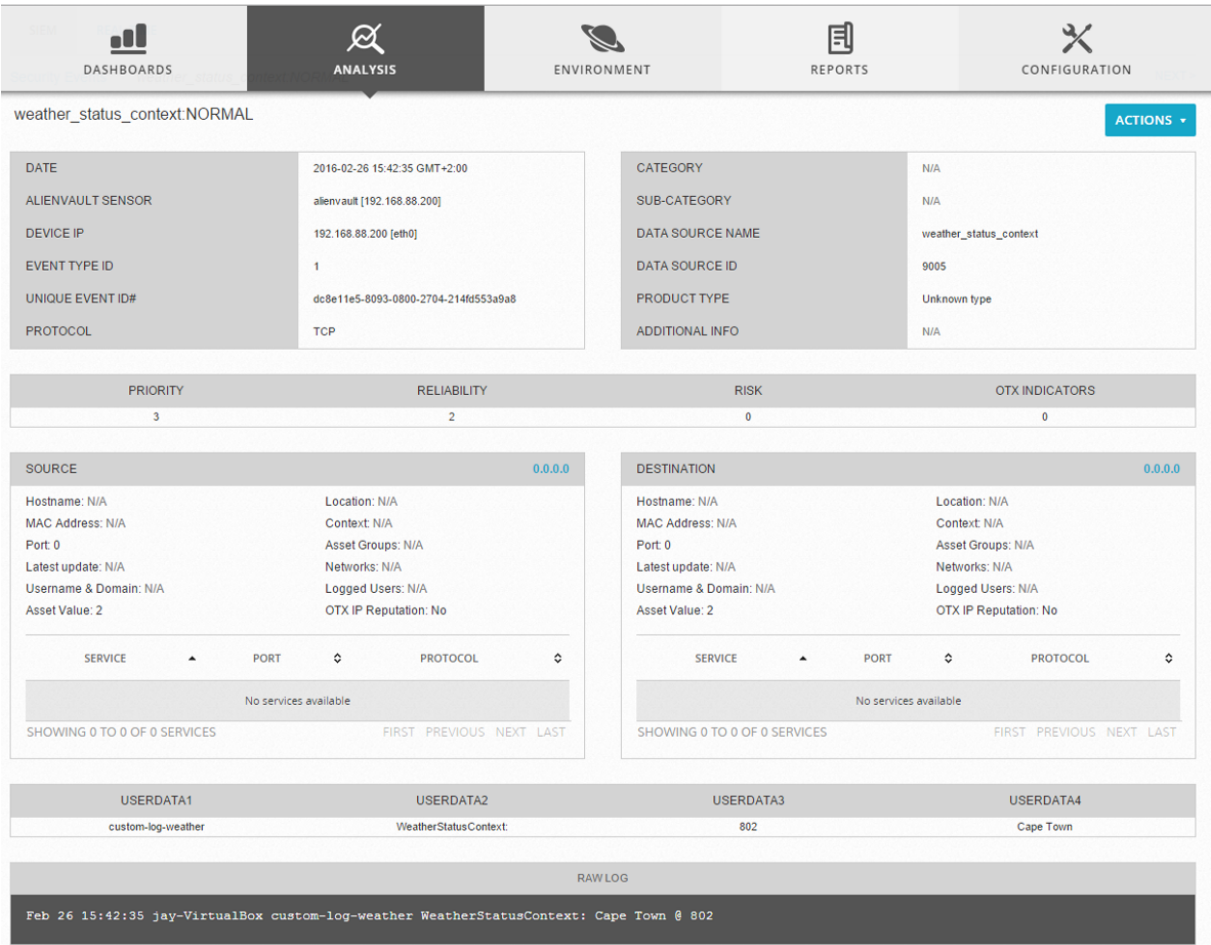 DASHBOARDS ANALYSIS ENVIRONMENT REPORTS CONFIGURATION
weather_status_context:NORMAL
ACTIONS
DATE 2016-02-26 15:42:35 GMT+2:00
ALIENVAULT SENSOR alienvault [192.168.88.200]
DEVICE IP 192.168.88.200 [eth0]
EVENT TYPE ID 1
UNIQUE EVENT ID# dc8e11e5-8093-0800-2704-214fd553a9a8
PROTOCOL TCP
CATEGORY N/A
SUB-CATEGORY N/A
DATA SOURCE NAME weather_status_context
DATA SOURCE ID 9005
PRODUCT TYPE Unknown type
ADDITIONAL INFO N/A
PRIORITY RELIABILITY RISK OTX INDICATORS
3 2 0 0
SOURCE 0.0.0.0
Hostname: N/A Location: N/A
MAC Address: N/A Context: N/A
Port: 0 Asset Groups: N/A
Latest update: N/A Networks: N/A
Username & Domain: N/A Logged Users: N/A
Asset Value: 2 OTX IP Reputation: No
SERVICE PORT PROTOCOL
No services available
SHOWING 0 TO 0 OF 0 SERVICES FIRST PREVIOUS NEXT LAST
DESTINATION 0.0.0.0
Hostname: N/A Location: N/A
MAC Address: N/A Context: N/A
Port: 0 Asset Groups: N/A
Latest update: N/A Networks: N/A
Username & Domain: N/A Logged Users: N/A
Asset Value: 2 OTX IP Reputation: No
SERVICE PORT PROTOCOL
No services available
SHOWING 0 TO 0 OF 0 SERVICES FIRST PREVIOUS NEXT LAST
USERDATA1 USERDATA2 USERDATA3 USERDATA4
custom-log-weather WeatherStatusContext: 802 Cape Town
RAW LOG
Feb 26 15:42:35 jay-VirtualBox custom-log-weather WeatherStatusContext: Cape Town @ 802